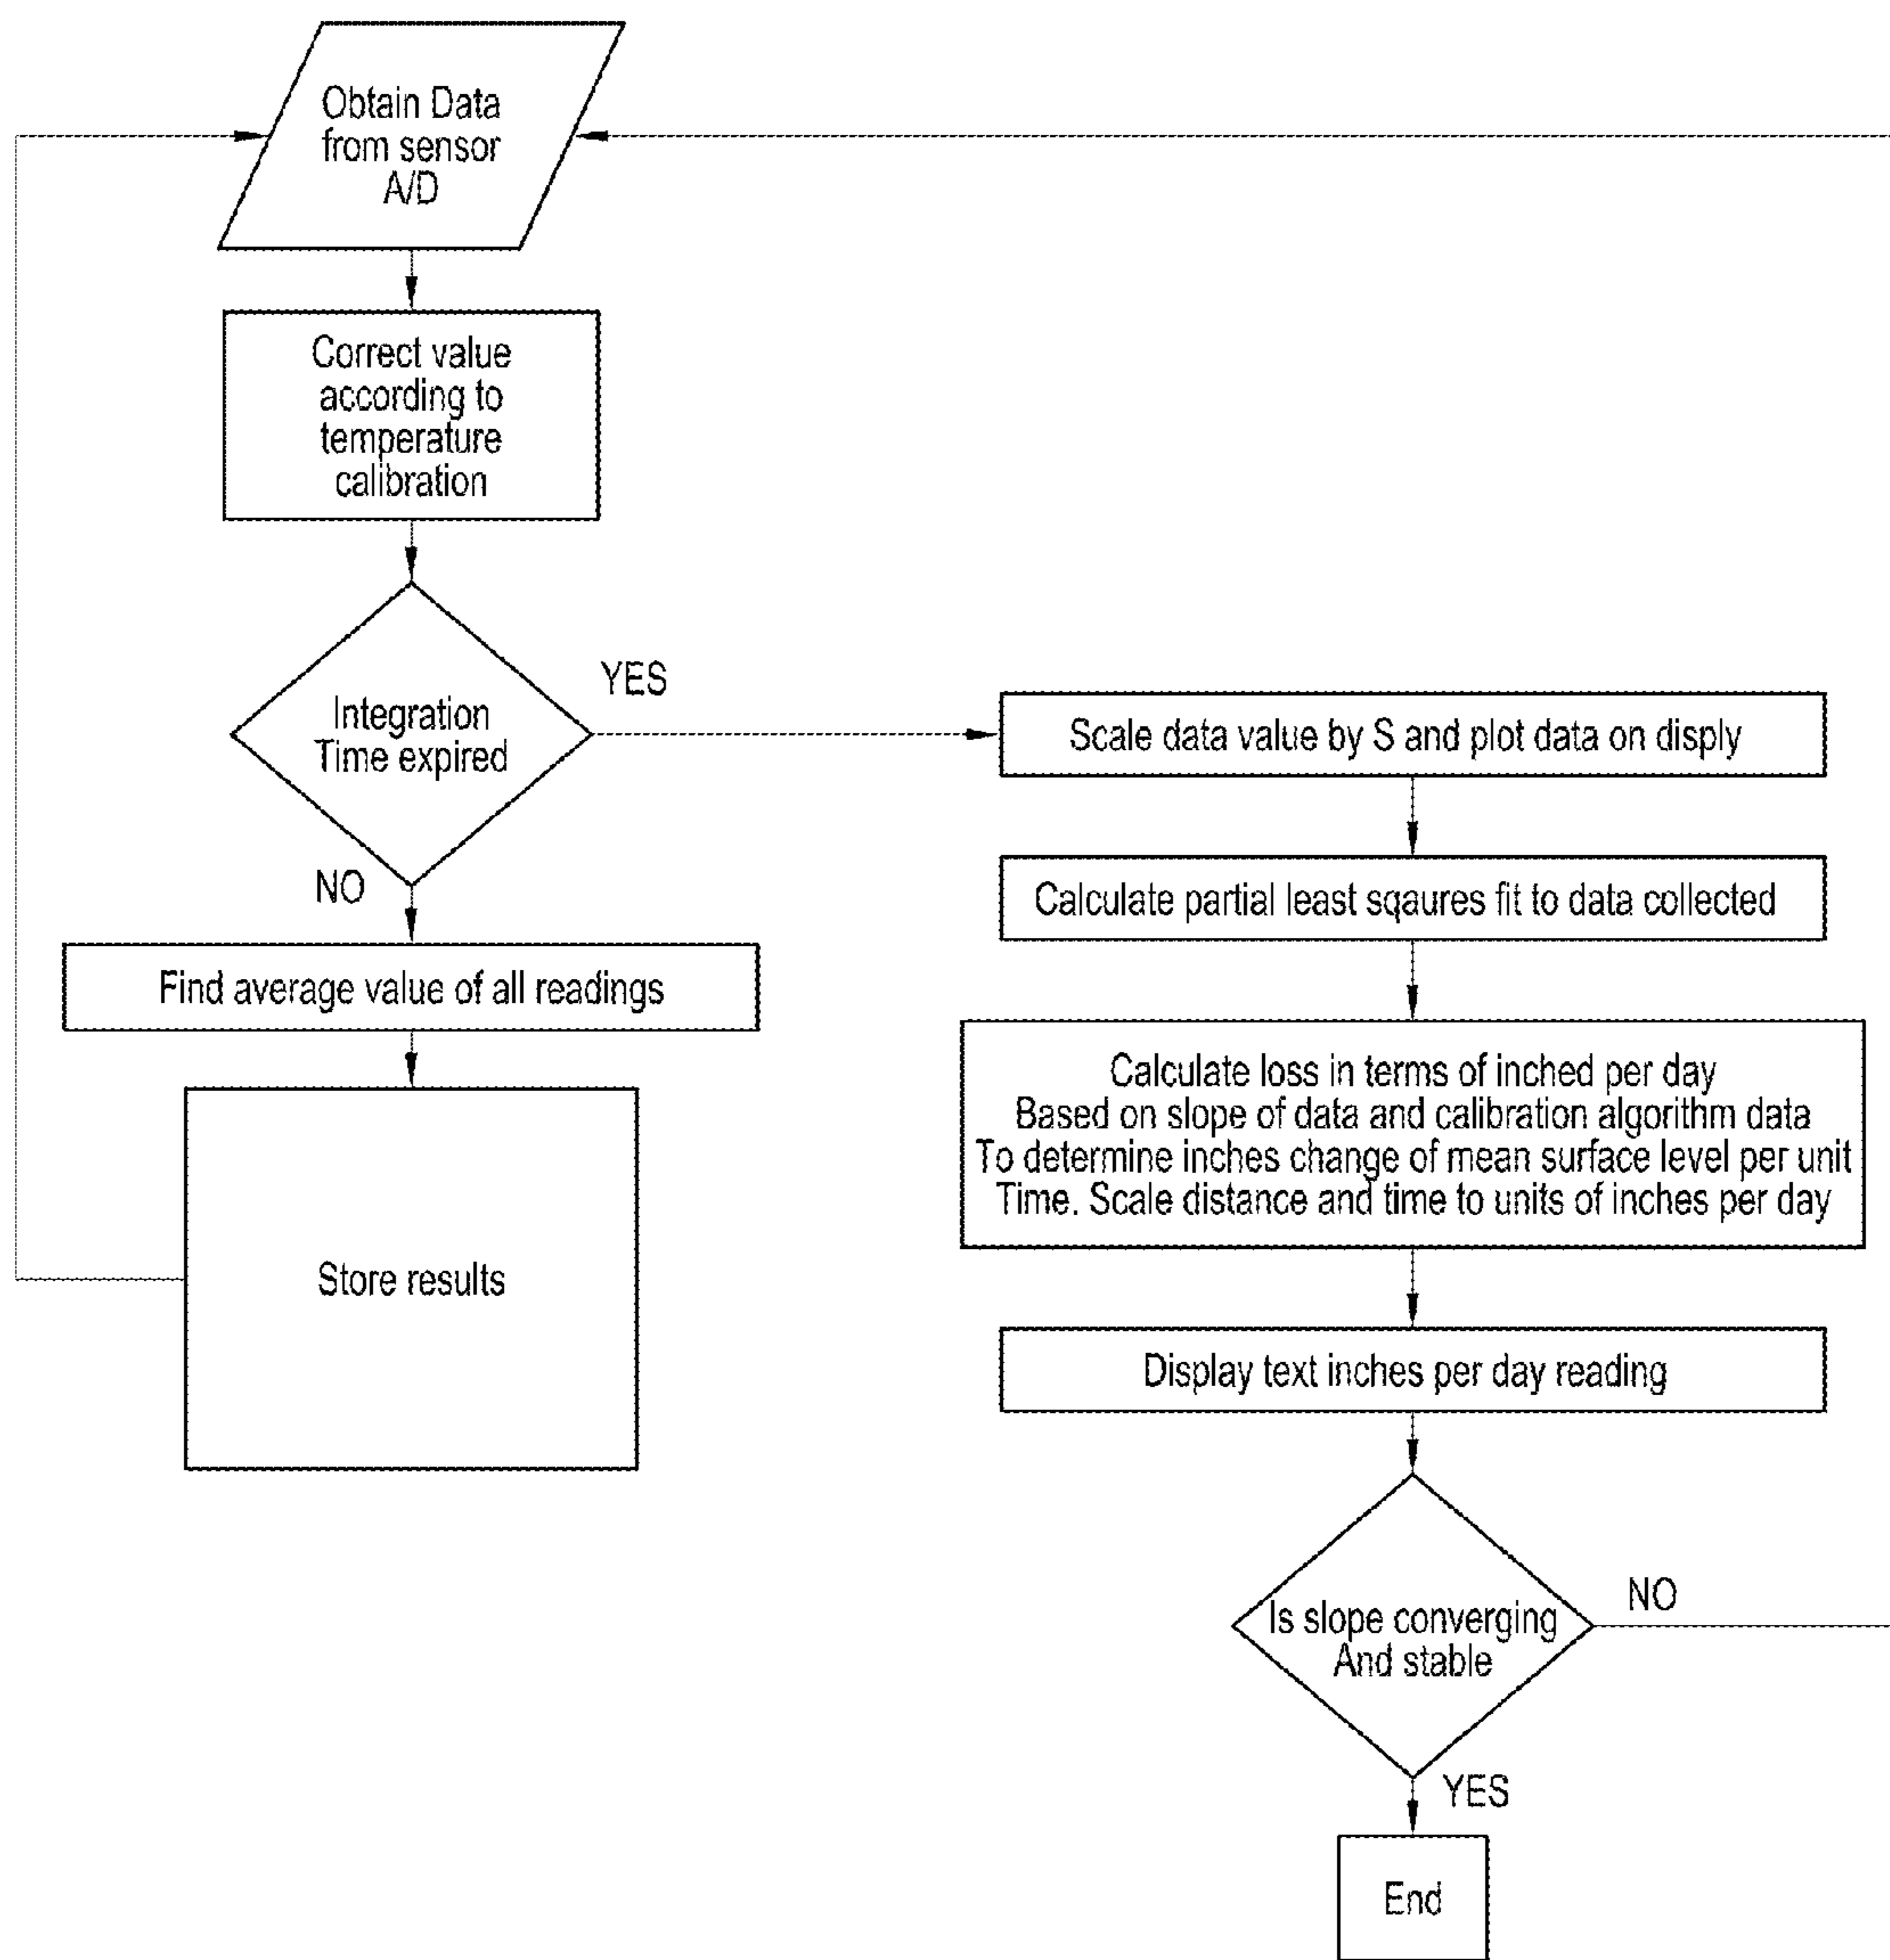 Obtain Data
from sensor
A/D
Correct value
according to
temperature
calibration
Integration
Time expired
YES
NO
Find average value of all readings
Store results
Scale data value by S and plot data on disply
Calculate partial least sqaures fit to data collected
Calculate loss in terms of inched per day
Based on slope of data and calibration algorithm data
To determine inches change of mean surface level per unit
Time. Scale distance and time to units of inches per day
Display text inches per day reading
Is slope converging
And stable
NO
YES
End